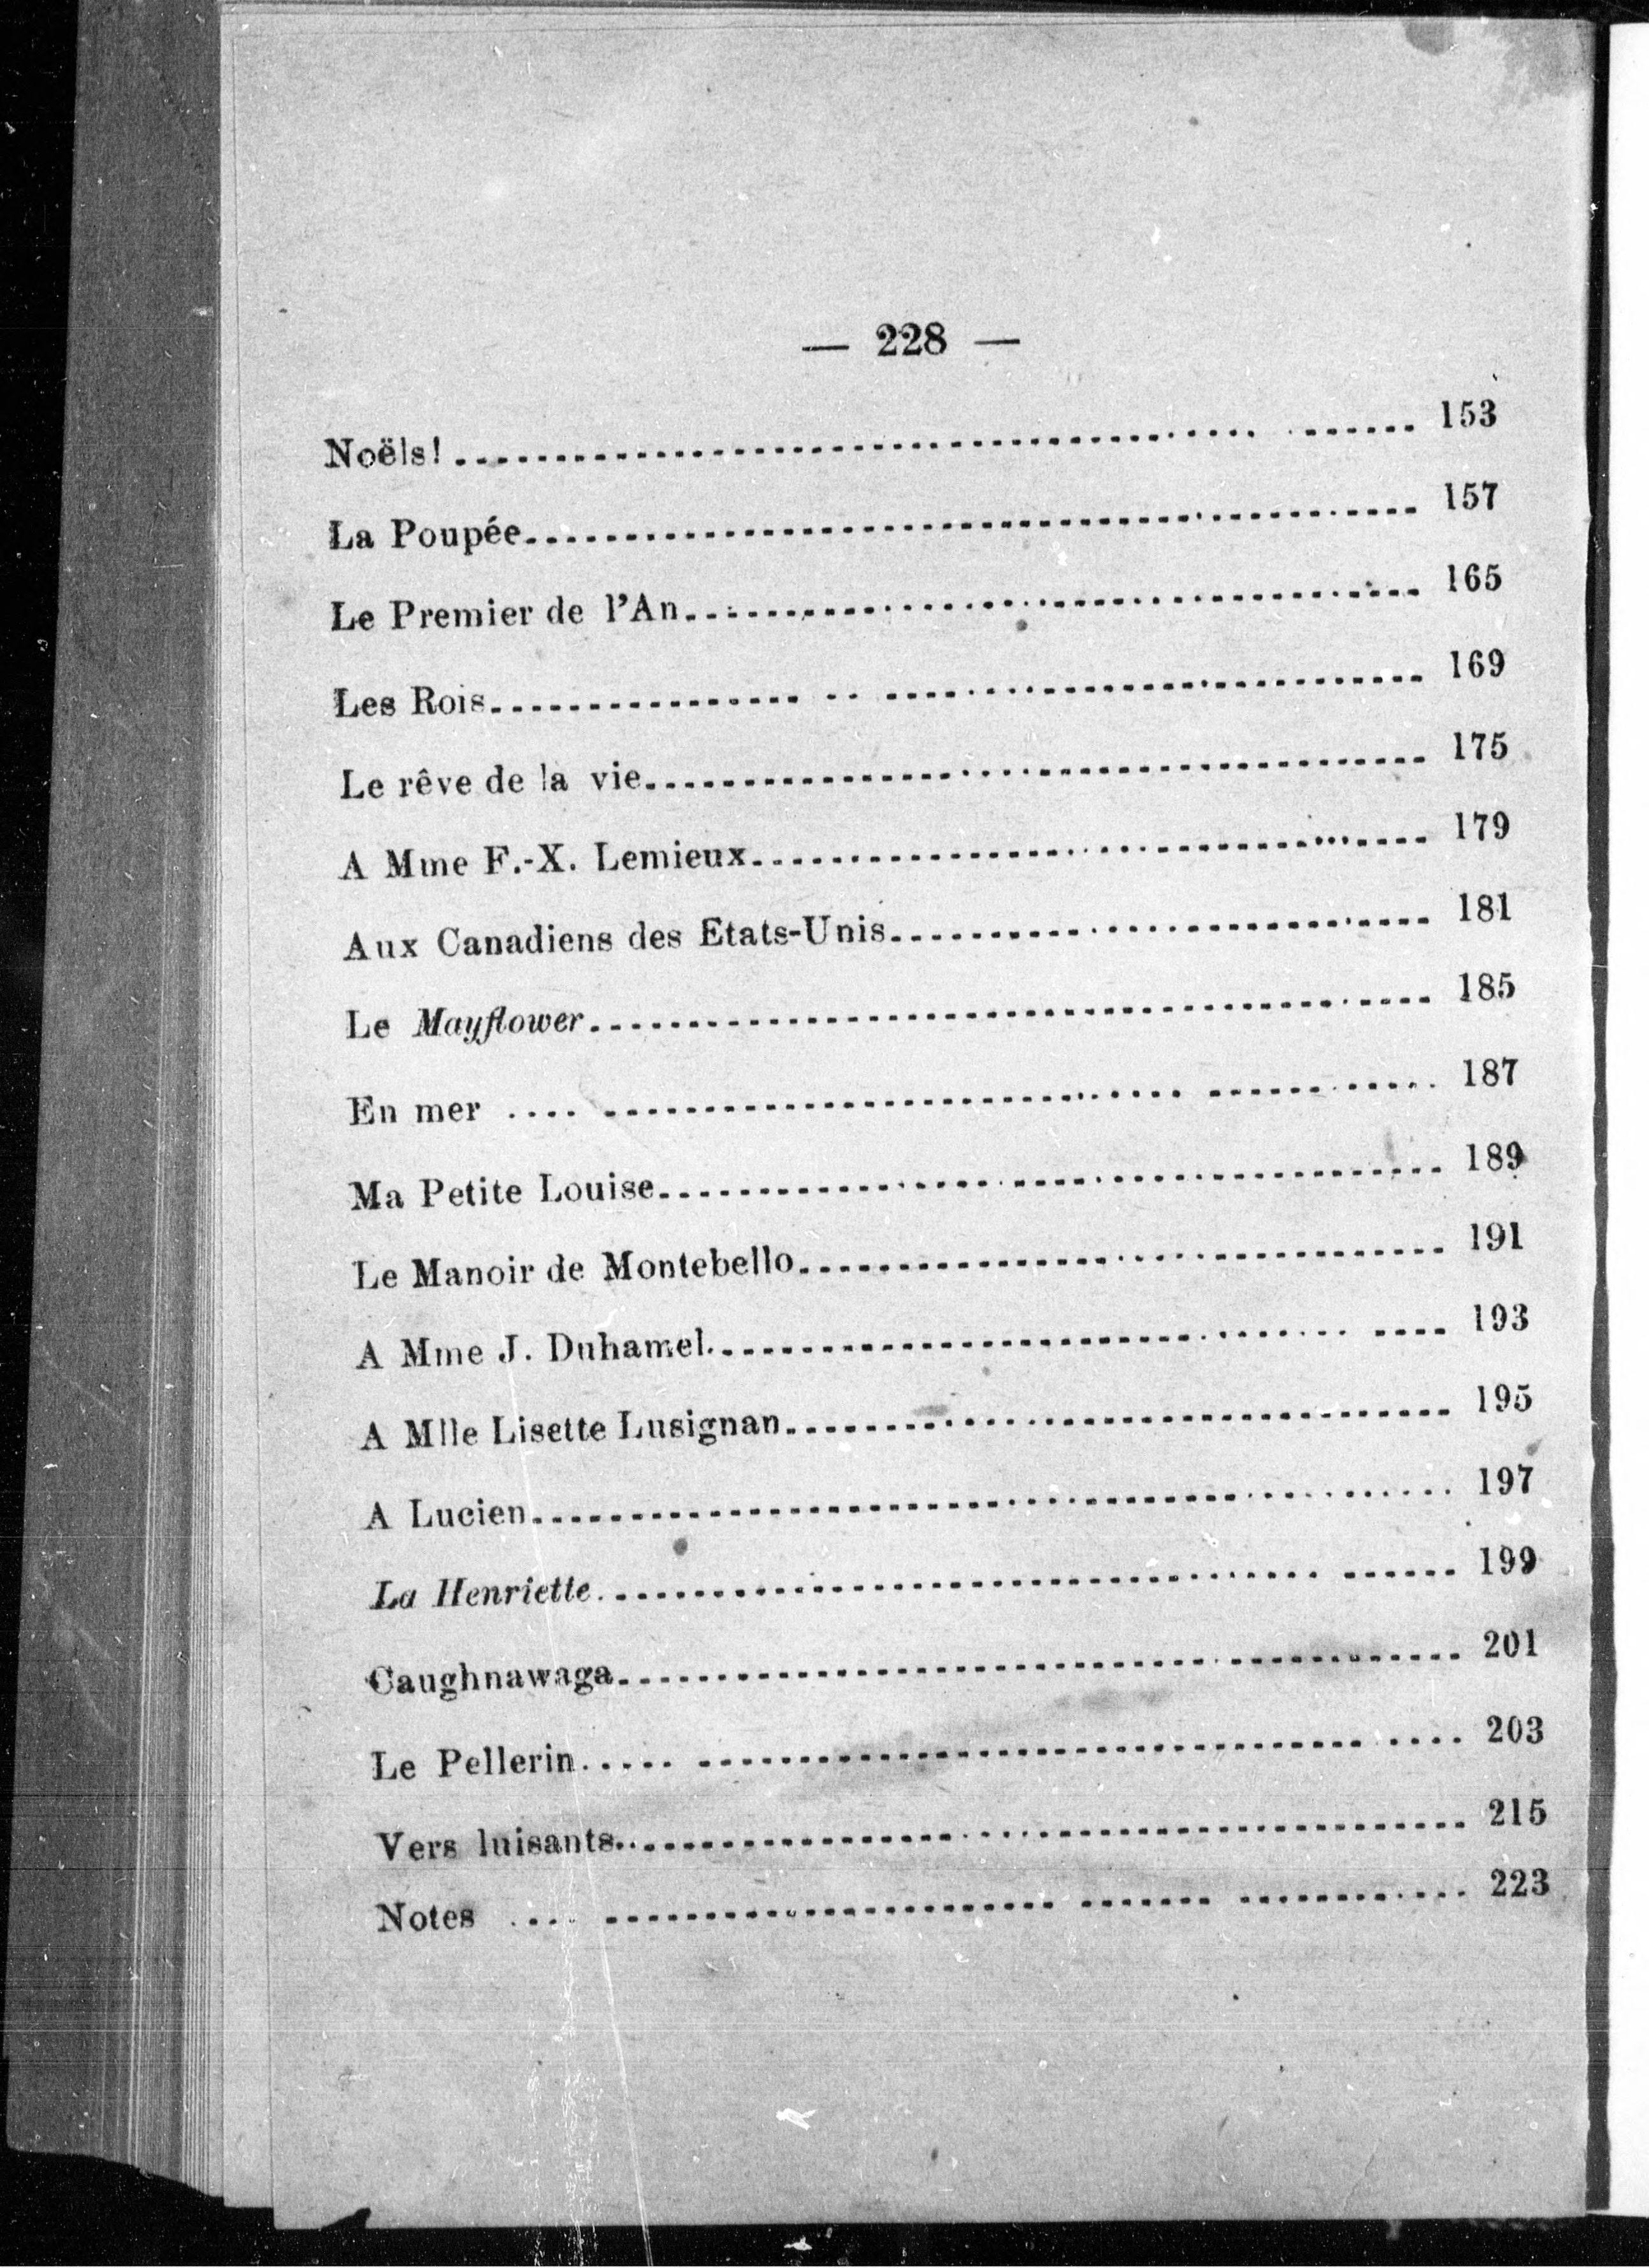 — 228 —
Noëls!........ 153
La Poupée........ 157
Le Premier de l'An........ 165
Les Rois........ 169
Le rêve de la vie........ 175
A Mme F.-X. Lemieux........ 179
Aux Canadiens des Etats-Unis........ 181
Le Mayflower........ 185
En mer ........ 187
Ma Petite Louise........ 189
Le Manoir de Montebello........ 191
A Mme J. Duhamel........ 193
A Mlle Lisette Lusignan........ 195
A Lucien........ 197
La Henriette........ 199
Caughnawaga........ 201
Le Pellerin........ 203
Vers luisants........ 215
Notes ........ 223